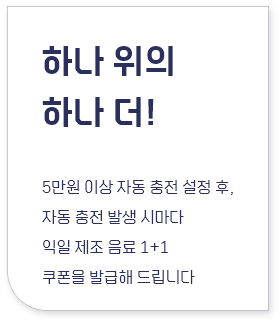 하나 위의
하나 더!
5만원 이상 자동 충전 설정 후,
자동 충전 발생 시마다
익일 제조 음료 1+1
쿠폰을 발급해 드립니다